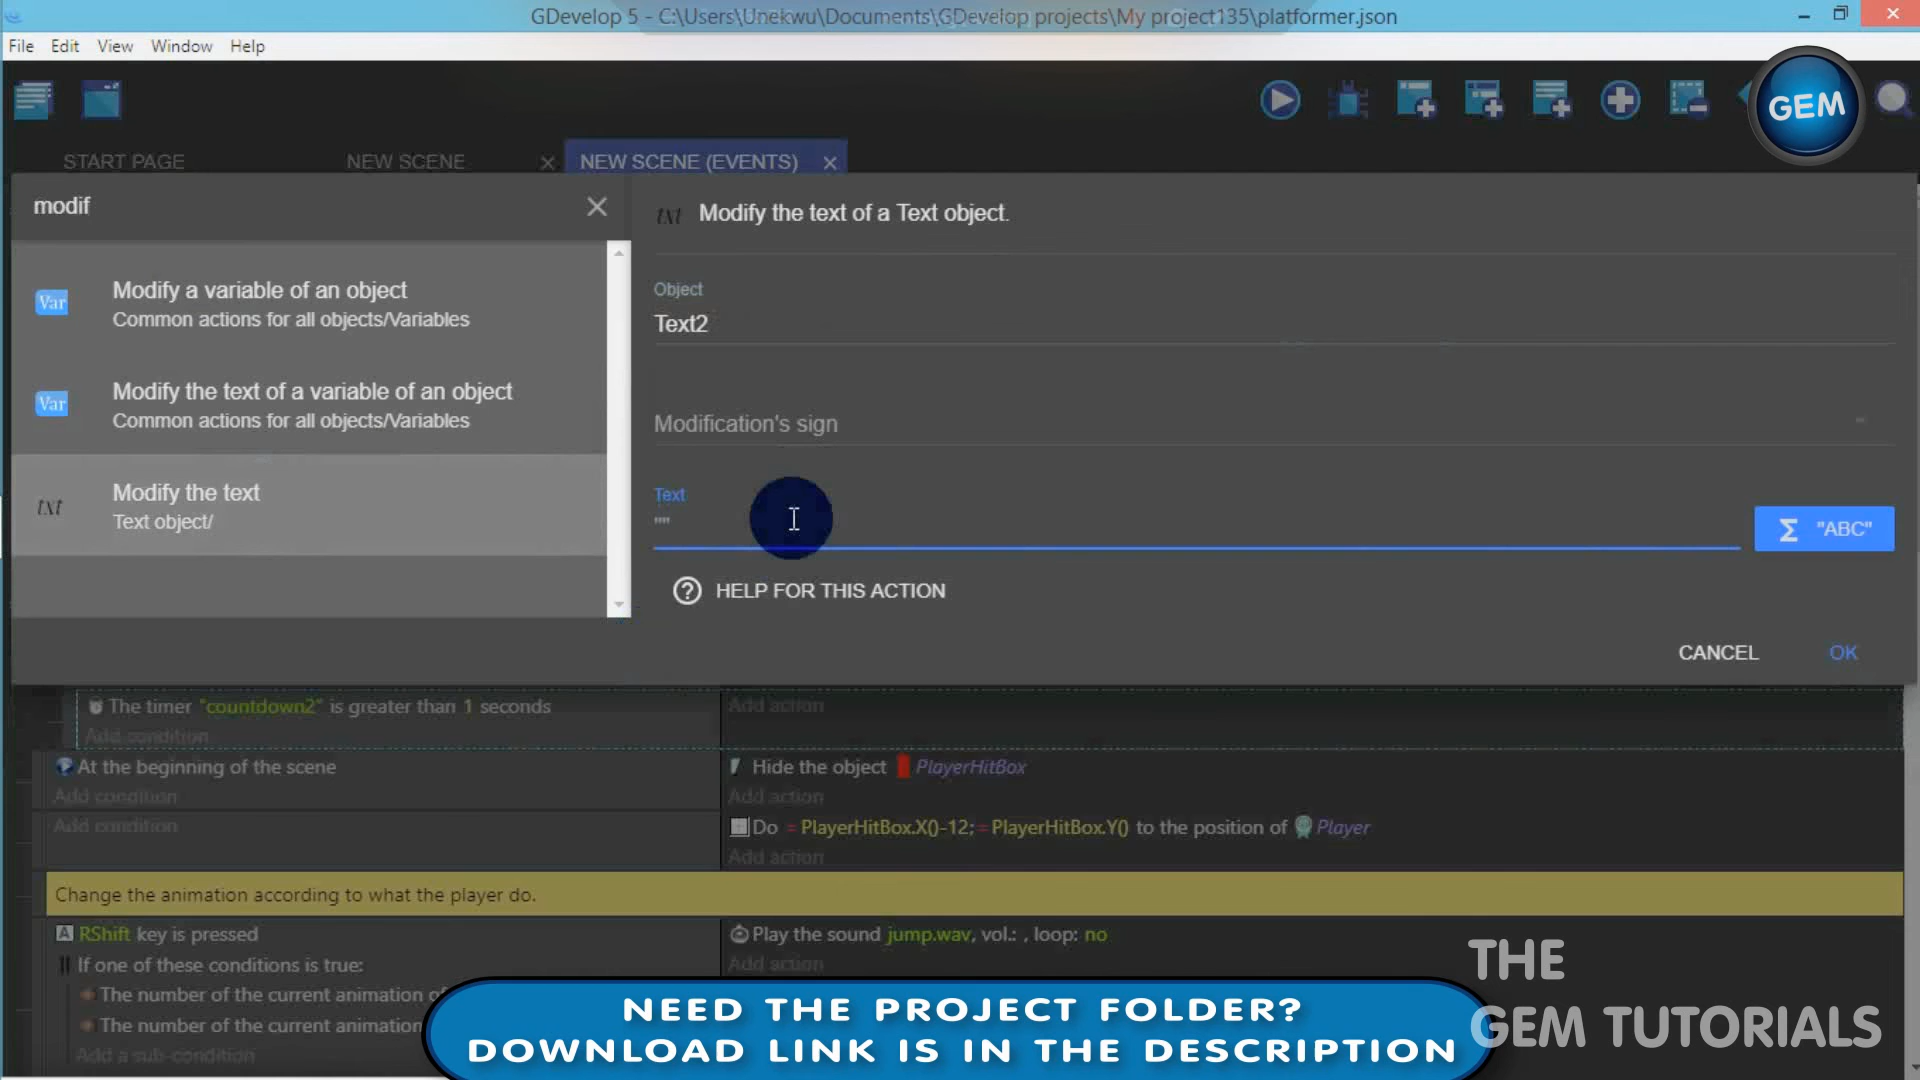 GDevelop 5 - C:\Users\Unekwu\Documents\GDevelop projects\My project135\platformer.json
File Edit View Window Help
GEM
START PAGE NEW SCENE NEW SCENE (EVENTS)
modif
Modify the text of a Text object.
txt
Object
Text2
Var
Modify a variable of an object
Common actions for all objects/Variables
Var
Modify the text of a variable of an object
Common actions for all objects/Variables
Modification's sign
txt
Modify the text
Text object/
Text
""
Σ "ABC"
HELP FOR THIS ACTION
CANCEL OK
The timer "countdown2" is greater than 1 seconds
Add action
Add condition
At the beginning of the scene
Hide the object PlayerHitBox
Add condition
Add action
Add condition
Do = PlayerHitBox.X()-12; = PlayerHitBox.Y() to the position of Player
Add action
Change the animation according to what the player do.
A RShift key is pressed
Play the sound jump.wav, vol.: , loop: no
If one of these conditions is true:
Add action
The number of the current animation of
The number of the current animation
Add a sub-condition
NEED THE PROJECT FOLDER?
DOWNLOAD LINK IS IN THE DESCRIPTION
THE
GEM TUTORIALS